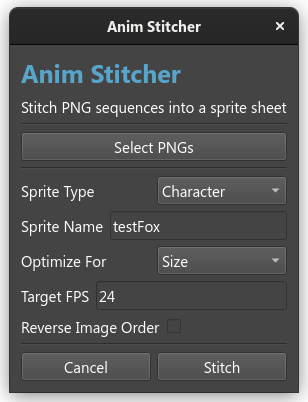 Anim Stitcher
Anim Stitcher
Stitch PNG sequences into a sprite sheet
Select PNGs
Sprite Type Character
Sprite Name testFox
Optimize For Size
Target FPS 24
Reverse Image Order
Cancel Stitch